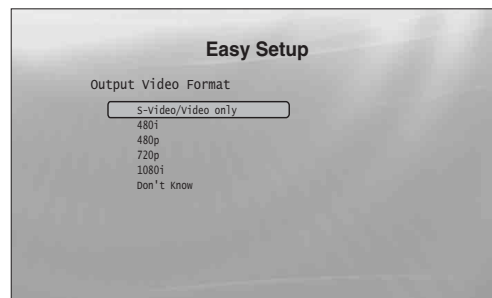 Easy Setup
Output Video Format
S-Video/Video only
480i
480p
720p
1080i
Don't Know